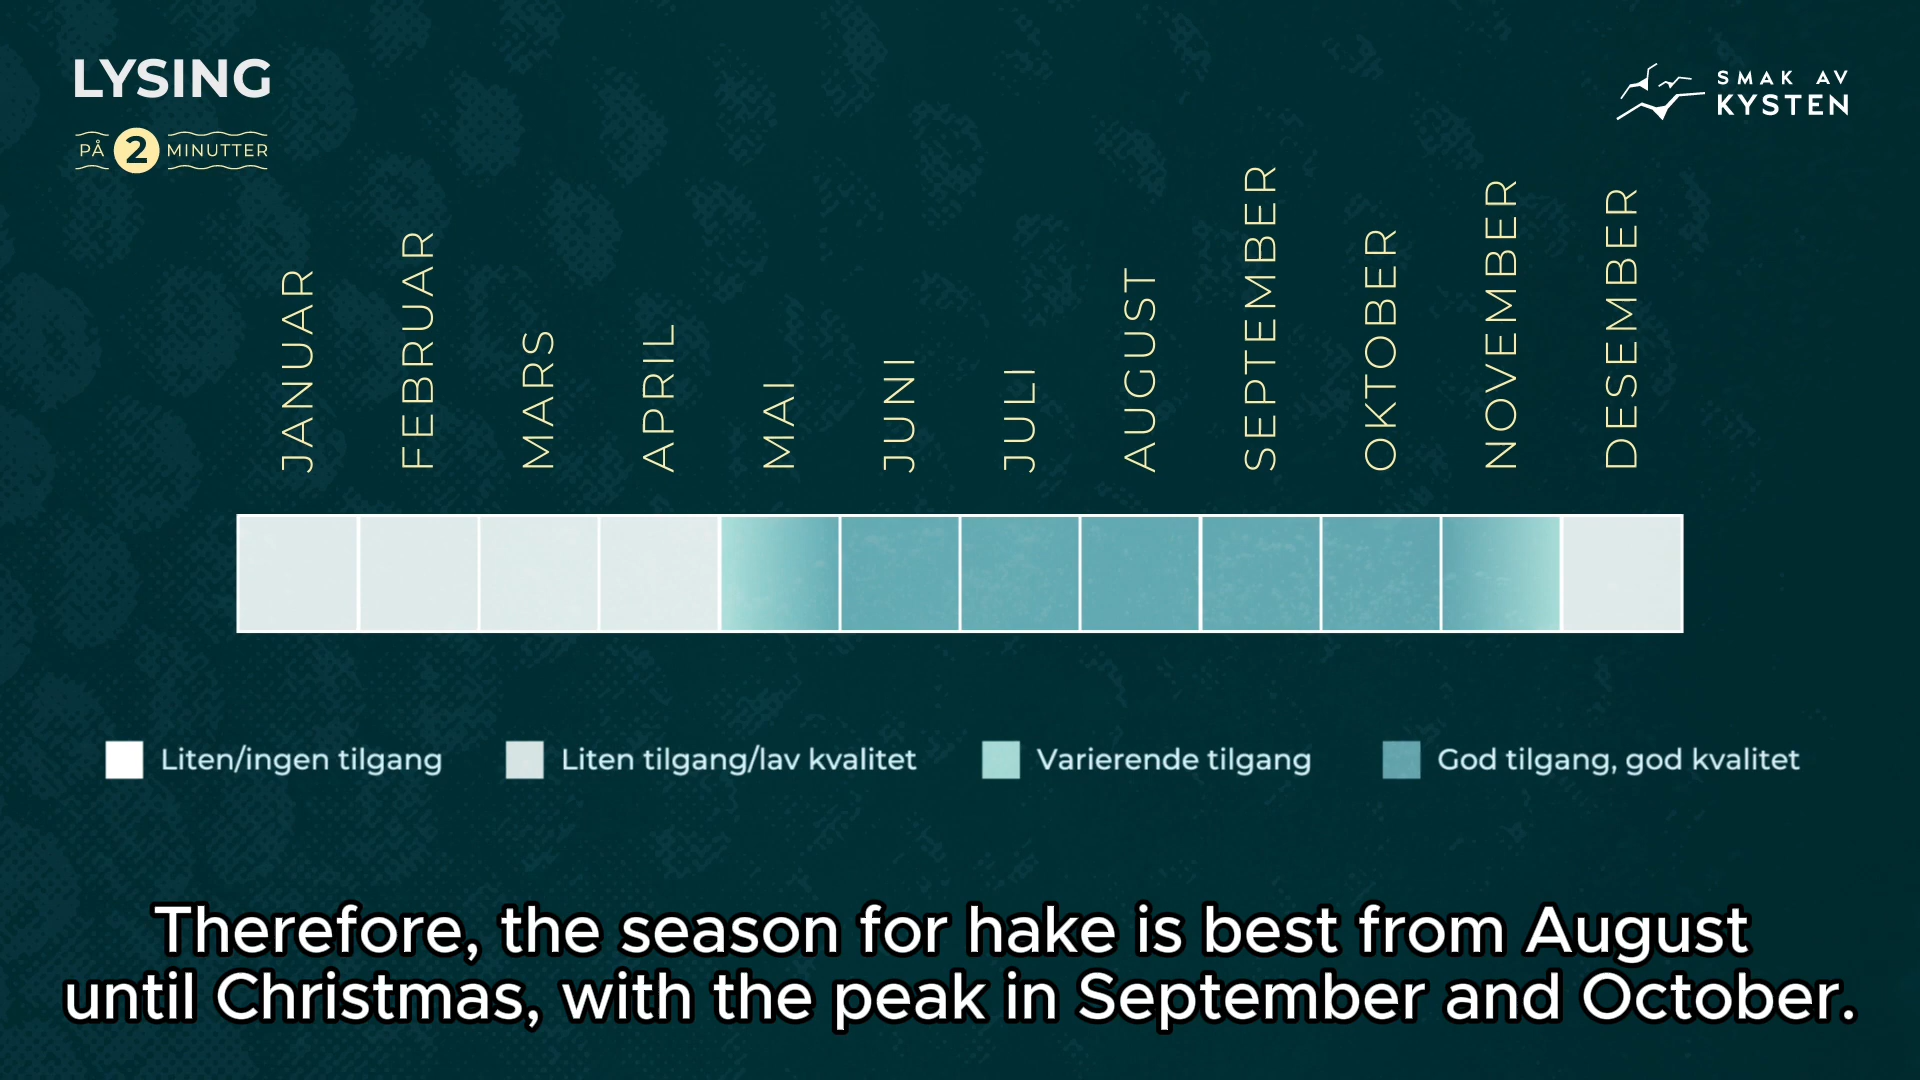 LYSING
PÅ 2 MINUTTER
SMAK AV
KYSTEN
JANUAR
FEBRUAR
MARS
APRIL
MAI
JUNI
JULI
AUGUST
SEPTEMBER
OKTOBER
NOVEMBER
DESEMBER
Liten/ingen tilgang
Liten tilgang/lav kvalitet
Varierende tilgang
God tilgang, god kvalitet
Therefore, the season for hake is best from August
until Christmas, with the peak in September and October.